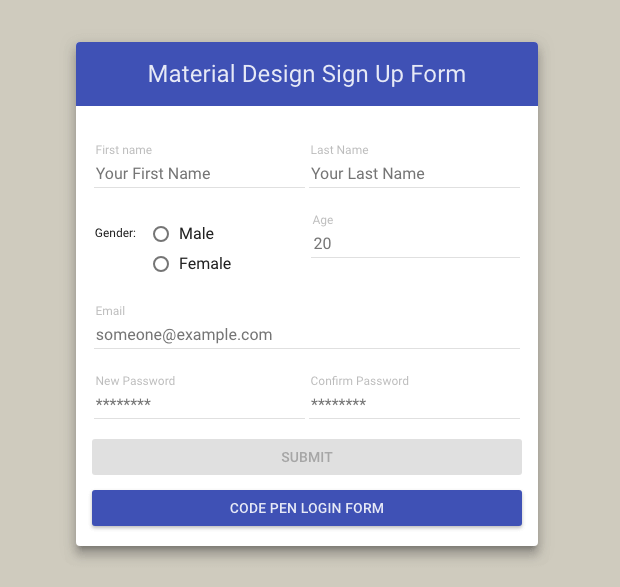 Material Design Sign Up Form
First name Last Name
Your First Name Your Last Name
Age
Gender: Male
20
Female
Email
someone@example.com
New Password Confirm Password
******** ********
SUBMIT
CODE PEN LOGIN FORM